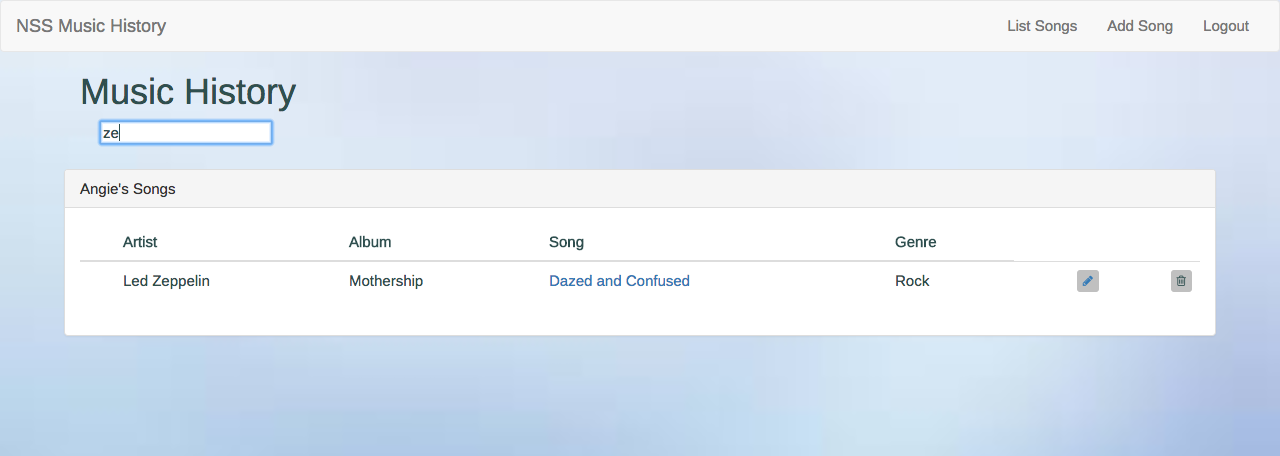 NSS Music History List Songs Add Song Logout
Music History
ze
Angie's Songs
Artist Album Song Genre
Led Zeppelin Mothership Dazed and Confused Rock